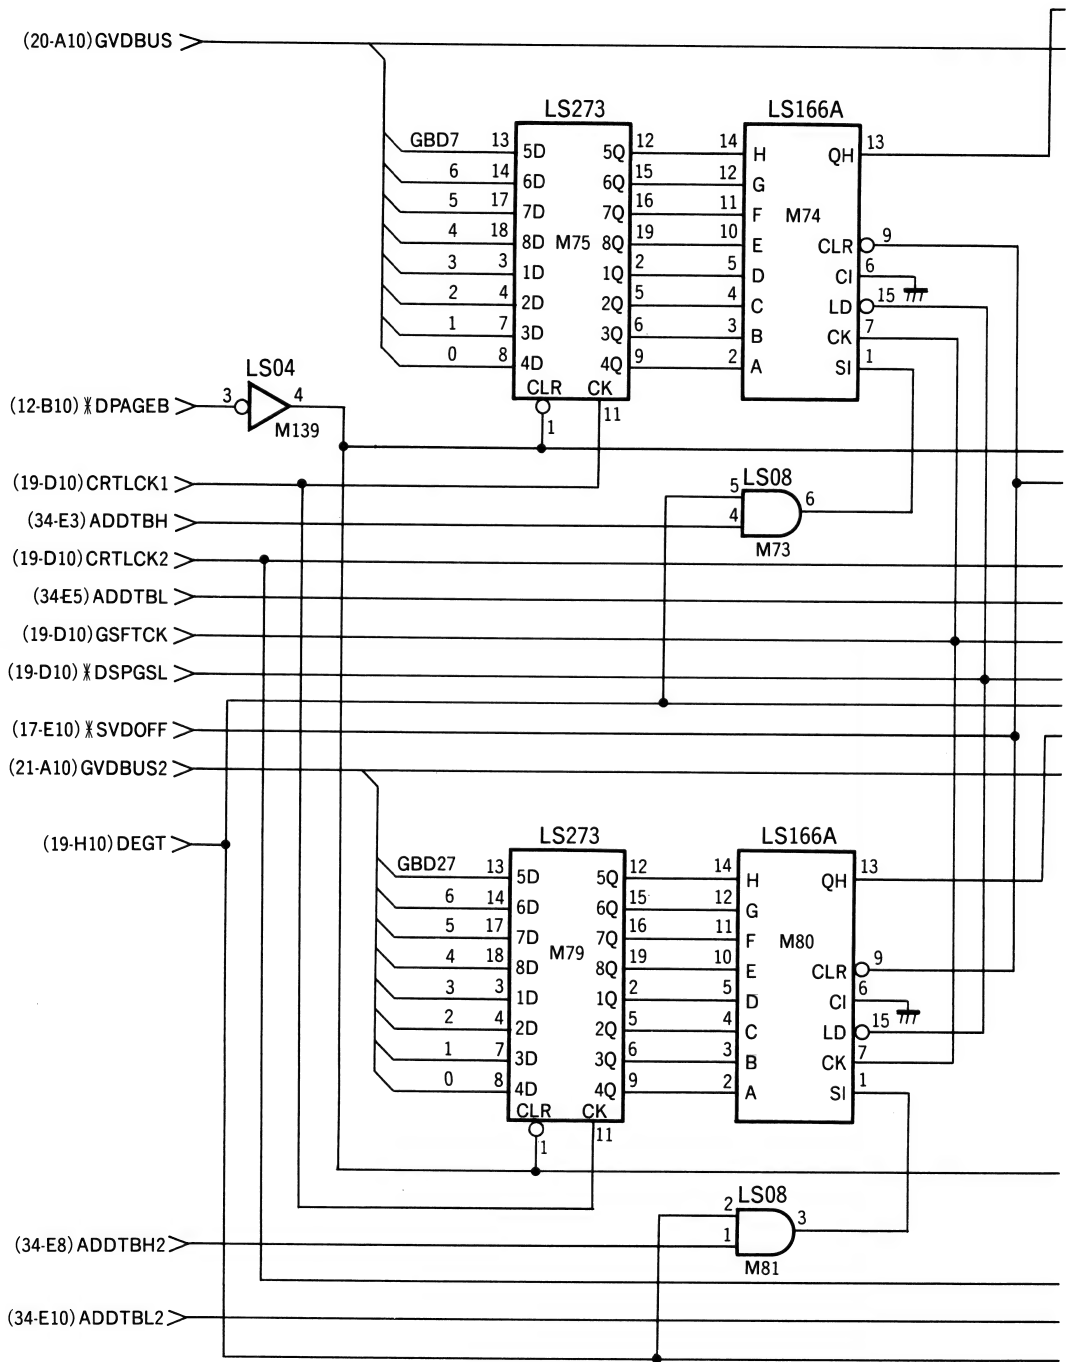 (20-A10) GVDBUS
LS273
LS166A
GBD7 13 5D 5Q 12 14 H QH 13
6 14 6D 6Q 15 12 G
5 17 7D 7Q 16 11 F M74
4 18 8D M75 8Q 19 10 E CLR 9
3 3 1D 1Q 2 5 D CI 6
2 4 2D 2Q 5 4 C LD 15
1 7 3D 3Q 6 3 B CK 7
0 8 4D 4Q 9 2 A SI 1
LS04
CLR CK
(12-B10) *DPAGEB 3 4
1 11
M139
(19-D10) CRTLCK1
LS08
5 6
(34-E3) ADDTBH 4
M73
(19-D10) CRTLCK2
(34-E5) ADDTBL
(19-D10) GSFTCK
(19-D10) *DSPGSL
(17-E10) *SVDOFF
(21-A10) GVDBUS2
(19-H10) DEGT
LS273
LS166A
GBD27 13 5D 5Q 12 14 H QH 13
6 14 6D 6Q 15 12 G
5 17 7D 7Q 16 11 F M80
4 18 8D M79 8Q 19 10 E CLR 9
3 3 1D 1Q 2 5 D CI 6
2 4 2D 2Q 5 4 C LD 15
1 7 3D 3Q 6 3 B CK 7
0 8 4D 4Q 9 2 A SI 1
CLR CK
1 11
LS08
2 3
(34-E8) ADDTBH2 1
M81
(34-E10) ADDTBL2